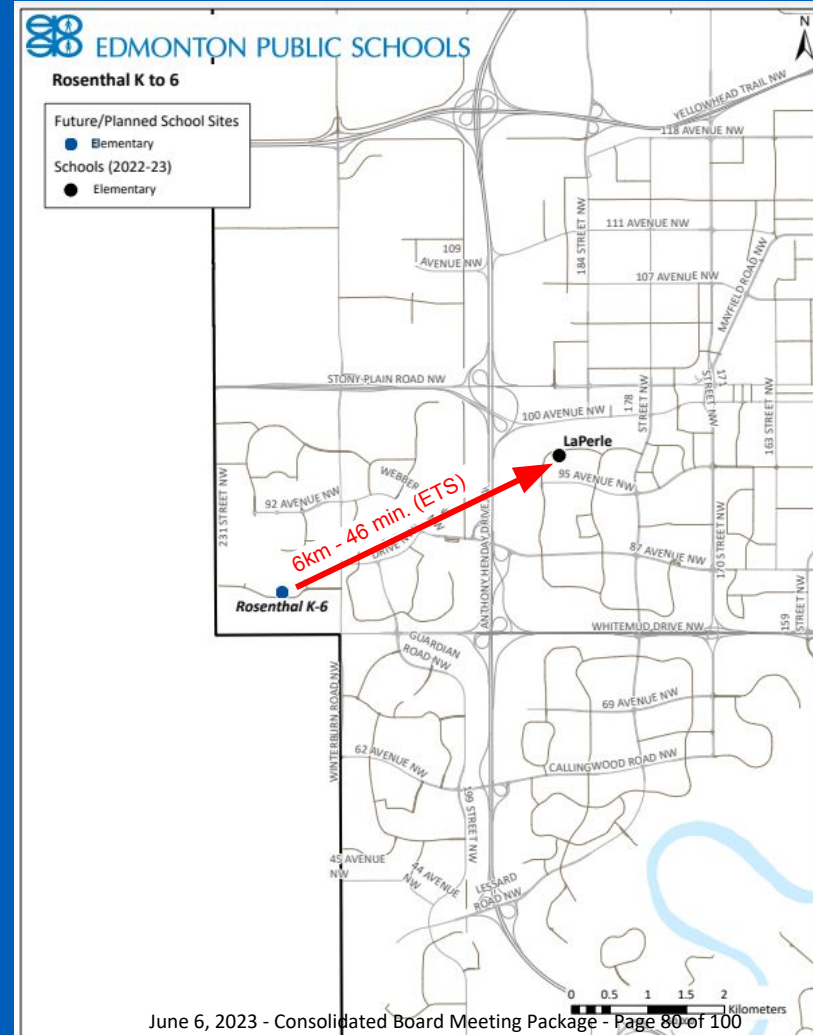 EDMONTON PUBLIC SCHOOLS
N
Rosenthal K to 6
Future/Planned School Sites
Elementary
Schools (2022-23)
Elementary
YELLOWHEAD TRAIL NW
118 AVENUE NW
184 STREET NW
111 AVENUE NW
109
AVENUE NW
107 AVENUE NW
MAYFIELD ROAD NW
STONY PLAIN ROAD NW
171
STREET NW
178
STREET NW
100 AVENUE NW
163 STREET NW
LaPerle
95 AVENUE NW
231 STREET NW
WEBBER
92 AVENUE NW
6km - 46 min. (ETS)
DRIVE NW
ANTHONY HENDAY DRIVE NW
87 AVENUE NW
170 STREET NW
Rosenthal K-6
159
STREET NW
WHITEMUD DRIVE NW
GUARDIAN
ROAD NW
WINTERBURN ROAD NW
69 AVENUE NW
62 AVENUE NW
CALLINGWOOD ROAD NW
199 STREET NW
45 AVENUE
NW
44 AVENUE
NW
LESSARD
ROAD NW
0 0.5 1 1.5 2
Kilometers
June 6, 2023 - Consolidated Board Meeting Package - Page 80 of 100